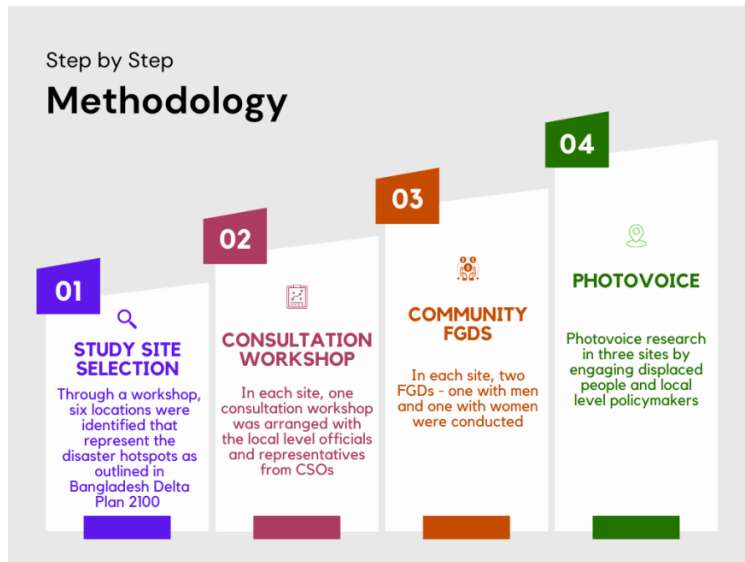 Step by Step
Methodology
01
STUDY SITE
SELECTION
Through a workshop,
six locations were
identified that
represent the
disaster hotspots as
outlined in
Bangladesh Delta
Plan 2100
02
CONSULTATION
WORKSHOP
In each site, one
consultation workshop
was arranged with
the local level officials
and representatives
from CSOs
03
COMMUNITY
FGDS
In each site, two
FGDs - one with men
and one with women
were conducted
04
PHOTOVOICE
Photovoice research
in three sites by
engaging displaced
people and local
level policymakers